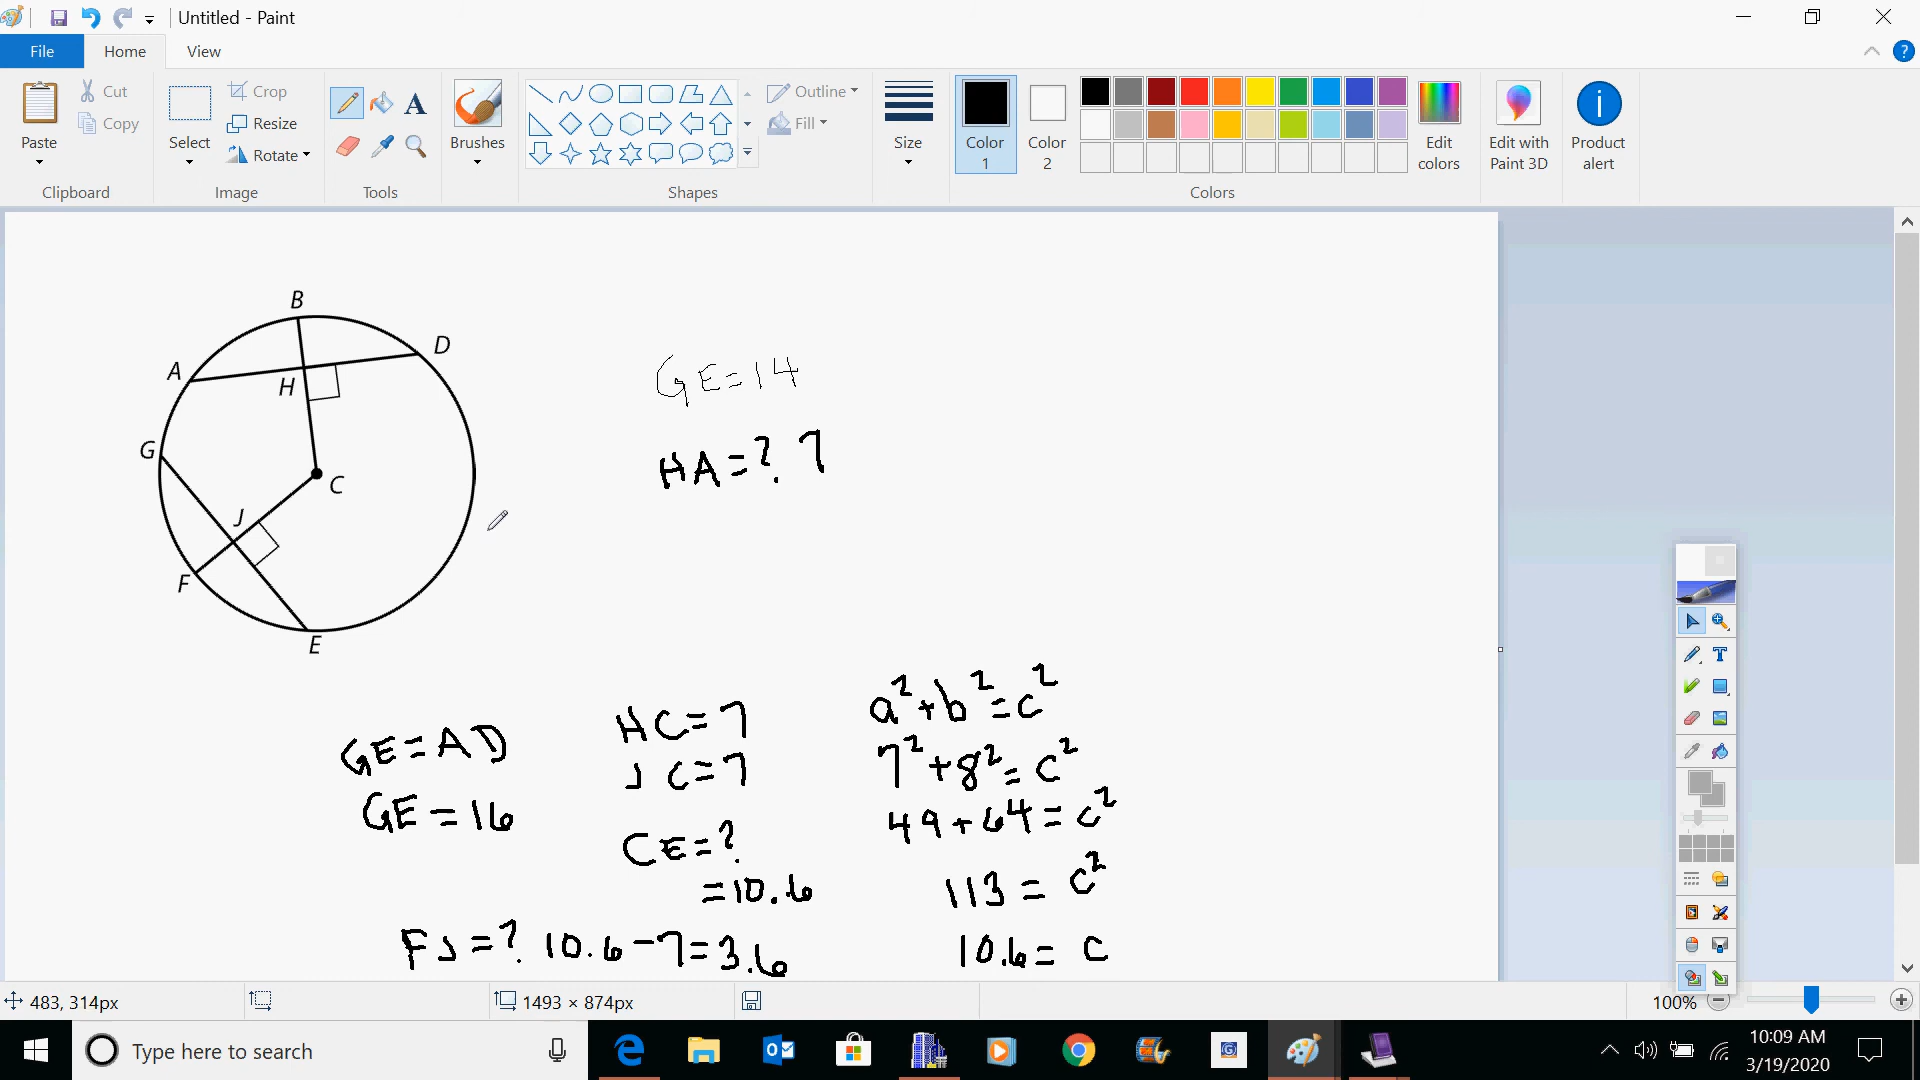 Untitled - Paint
File Home View
Paste
Cut
Copy
Clipboard
Select
Crop
Resize
Rotate
Image
A
Tools
Brushes
Shapes
Outline
Fill
Size
Color 1
Color 2
Colors
Edit colors
Edit with Paint 3D
Product alert
B
D
A
H
G
C
J
F
E
GE=14
HA=? 7
GE=AD
GE=16
HC=7
JC=7
CE=?
=10.6
FJ=? 10.6-7=3.6
a²+b²=c²
7²+8²=c²
49+64=c²
113=c²
10.6=c
T
483, 314px
1493 × 874px
100%
Type here to search
10:09 AM
3/19/2020